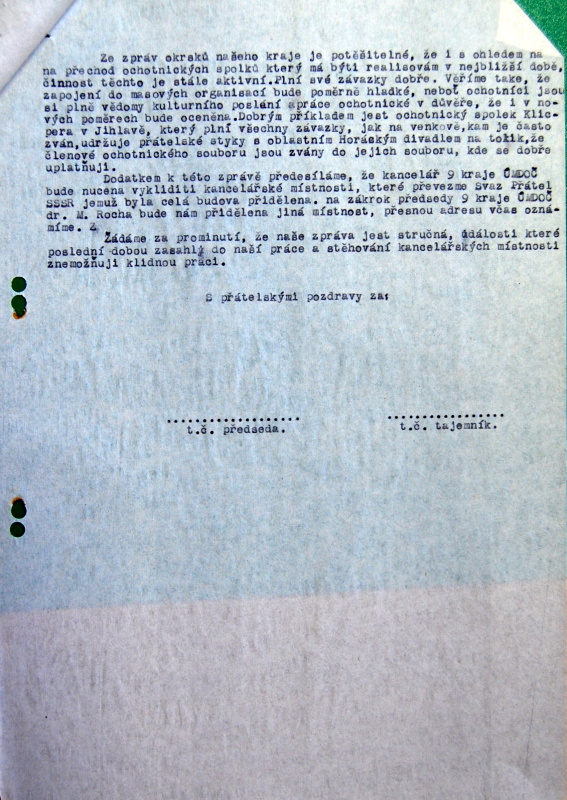 Ze zpráv okrsků našeho kraje je potěšitelné, že i s ohledem na
na přechod ochotnických spolků který má býti realisovám v nejbližší době,
činnost těchto je stále aktivní.Plní své závazky dobře. Věříme take, že
zapojení do masových organisací bude poměrně hladké, neboť ochotníci jsou
si plně vědomy kulturního poslání apráce ochotnické v důvěře, že i v no-
vých poměrech bude oceněna.Dobrým příkladem jest ochotnický spolek Klic-
pera v Jihlavě, který plní všechny závazky, jak na venkově,kam je často
zván,udržuje přátelské styky s oblastním Horáským divadlem na tolik,že
členové ochotnického souboru jsou zvány do jejich souboru, kde se dobře
uplatňují.
Dodatkem k této zprávě předesíláme, že kancelář 9 kraje ÚMDOČ
bude nucena vykliditi kancelářské místnosti, které převezme Svaz Přátel
SSSR jemuž byla celá budova přidělena. na zákrok předsedy 9 kraje ÚMDOČ
dr. M. Rocha bude nám přidělena jiná místnost, přesnou adresu včas ozná-
míme. Z
Žádáme za prominutí, že naše zpráva jest stručná, údálosti které
poslední dobou zasahly do naší práce a stěhování kancelářských místností
znemožňuji klidnou práci.
S přátelskými pozdravy za:
t.č. předseda.
t.č. tajemník.